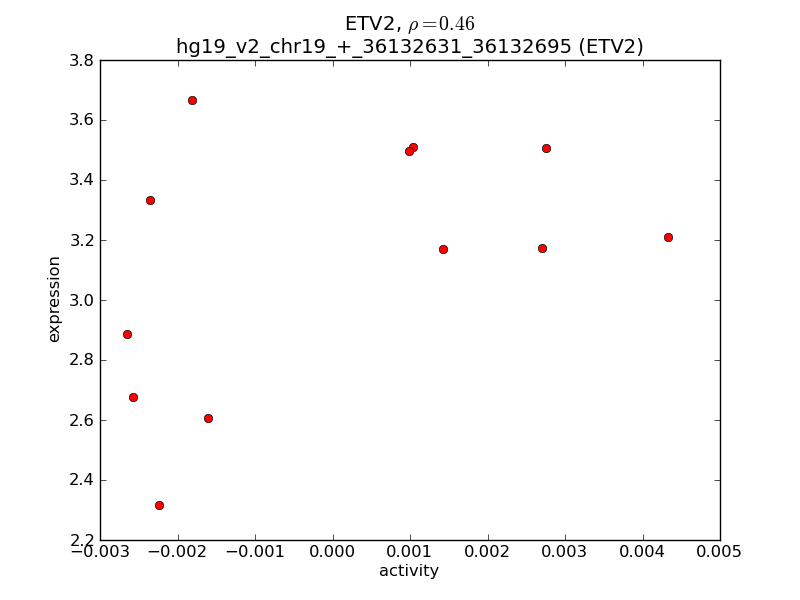 ETV2, ρ=0.46
hg19_v2_chr19_+_36132631_36132695 (ETV2)
3.8
3.6
3.4
3.2
3.0
2.8
2.6
2.4
2.2
expression
−0.003 −0.002 −0.001 0.000 0.001 0.002 0.003 0.004 0.005
activity